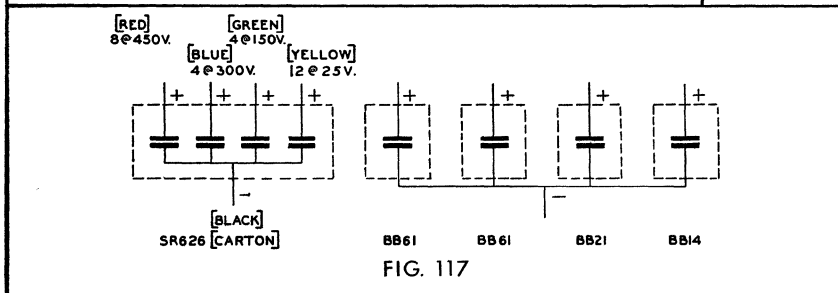 [RED]
8@450V.
[BLUE]
4@300V.
[GREEN]
4@150V.
[YELLOW]
12@25V.
+ + + + + + + +
− −
[BLACK]
SR626 [CARTON] BB61 BB61 BB21 BB14
FIG. 117